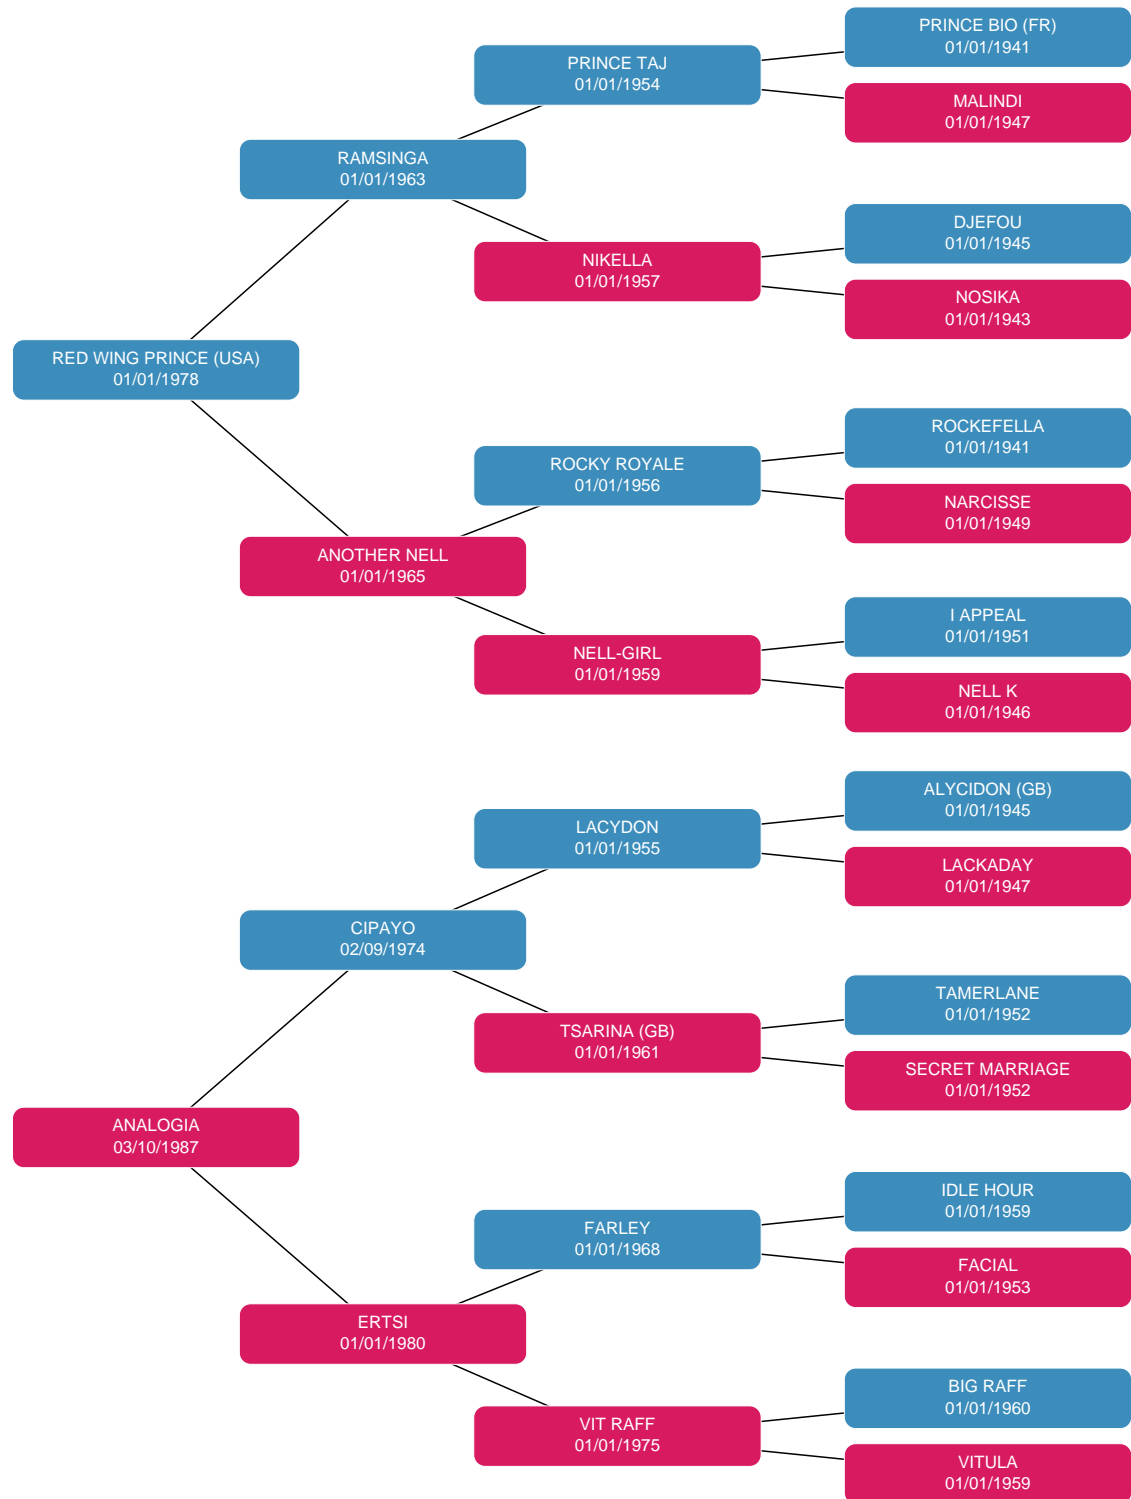 PRINCE BIO (FR)
01/01/1941
PRINCE TAJ
01/01/1954
MALINDI
01/01/1947
RAMSINGA
01/01/1963
DJEFOU
01/01/1945
NIKELLA
01/01/1957
NOSIKA
01/01/1943
RED WING PRINCE (USA)
01/01/1978
ROCKEFELLA
01/01/1941
ROCKY ROYALE
01/01/1956
NARCISSE
01/01/1949
ANOTHER NELL
01/01/1965
I APPEAL
01/01/1951
NELL-GIRL
01/01/1959
NELL K
01/01/1946
ALYCIDON (GB)
01/01/1945
LACYDON
01/01/1955
LACKADAY
01/01/1947
CIPAYO
02/09/1974
TAMERLANE
01/01/1952
TSARINA (GB)
01/01/1961
SECRET MARRIAGE
01/01/1952
ANALOGIA
03/10/1987
IDLE HOUR
01/01/1959
FARLEY
01/01/1968
FACIAL
01/01/1953
ERTSI
01/01/1980
BIG RAFF
01/01/1960
VIT RAFF
01/01/1975
VITULA
01/01/1959